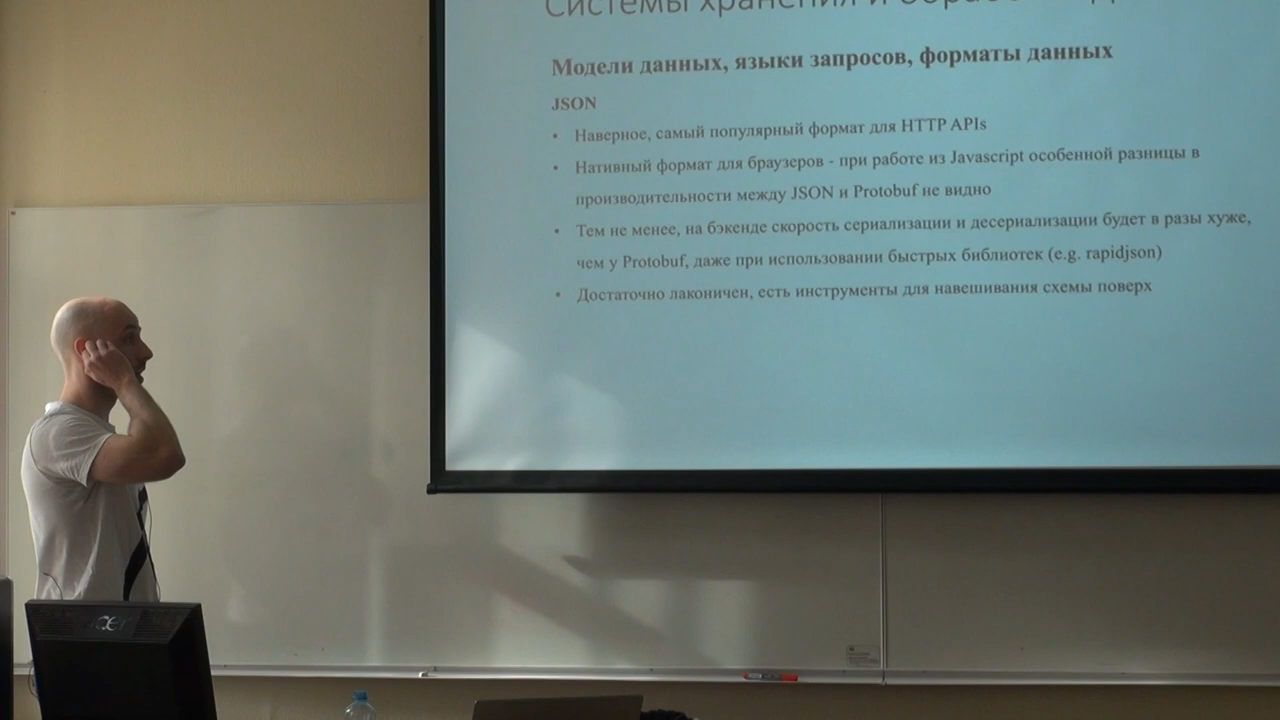 Системы хранения и
Модели данных, языки запросов, форматы данных
JSON
• Наверное, самый популярный формат для HTTP APIs
• Нативный формат для браузеров - при работе из Javascript особенной разницы в
производительности между JSON и Protobuf не видно
• Тем не менее, на бэкенде скорость сериализации и десериализации будет в разы хуже,
чем у Protobuf, даже при использовании быстрых библиотек (e.g. rapidjson)
• Достаточно лаконичен, есть инструменты для навешивания схемы поверх
acer